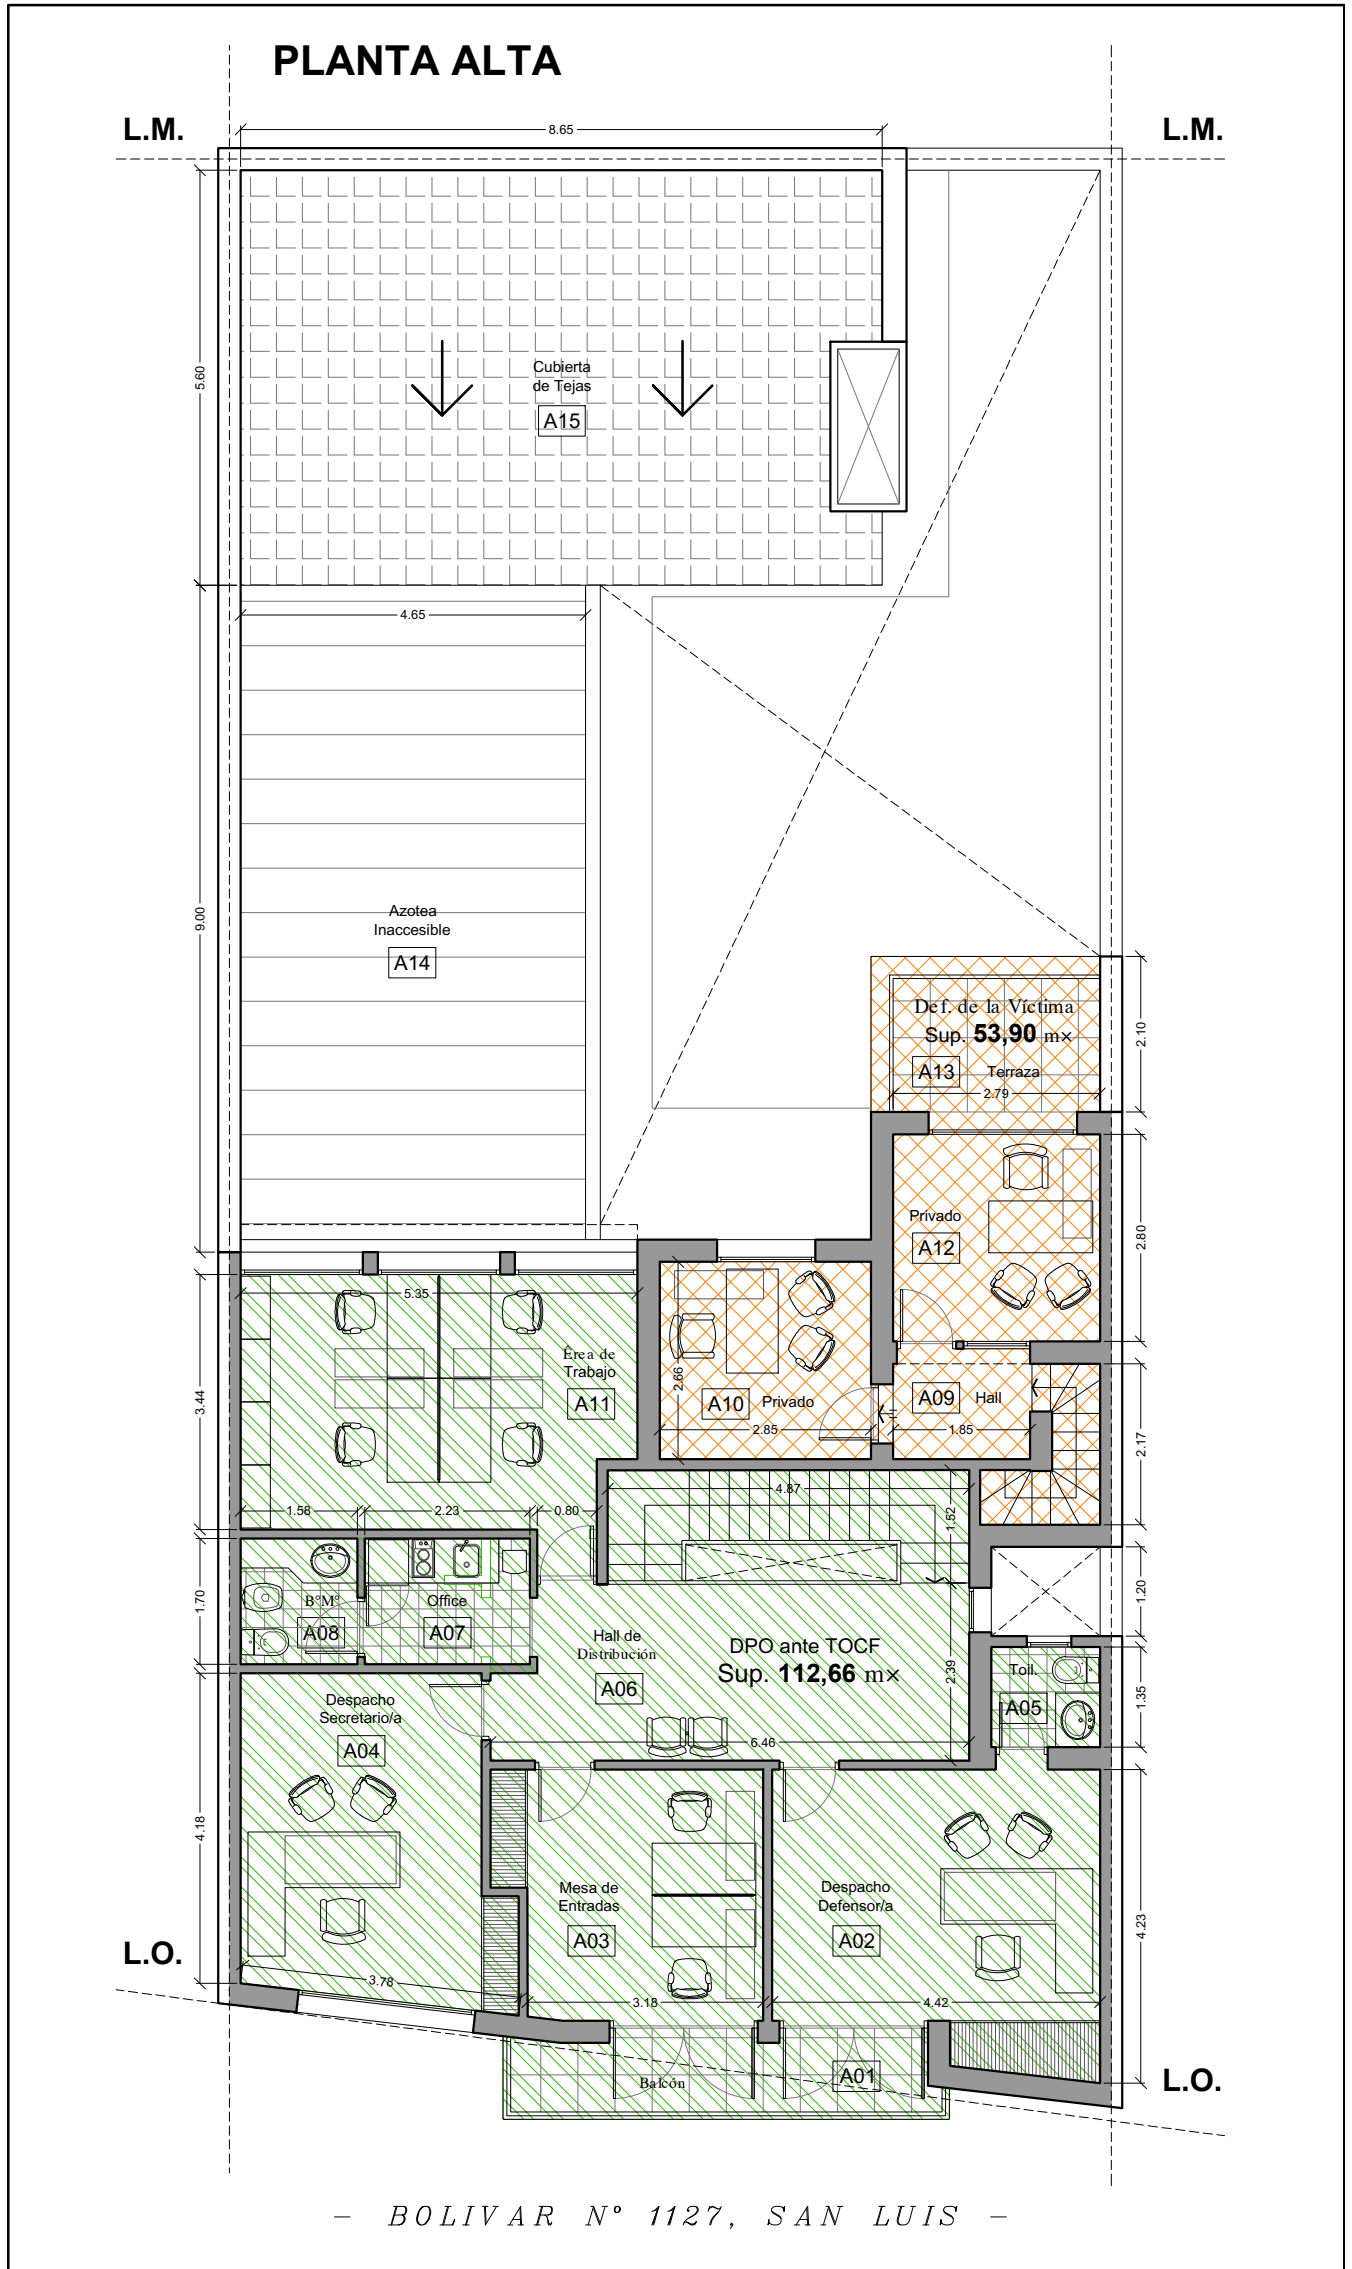 PLANTA ALTA
L.M.
L.M.
8.65
5.60
Cubierta
de Tejas
A15
4.65
9.00
Azotea
Inaccesible
A14
Def. de la Víctima
Sup. 53,90 m×
A13 Terraza
2.79
2.10
Privado
A12
2.80
5.35
Êrea de
Trabajo
A11
3.44
2.66
A10 Privado
2.85
A09 Hall
1.85
2.17
1.58
2.23
0.80
4.87
1.52
1.70
B°M°
A08
Office
A07
Hall de
Distribución
A06
DPO ante TOCF
Sup. 112,66 m×
2.39
6.46
1.20
Toil.
A05
1.35
Despacho
Secretario/a
A04
4.18
3.78
Mesa de
Entradas
A03
3.18
Despacho
Defensor/a
A02
4.42
4.23
L.O.
Balcón
A01
L.O.
– BOLIVAR N° 1127, SAN LUIS –